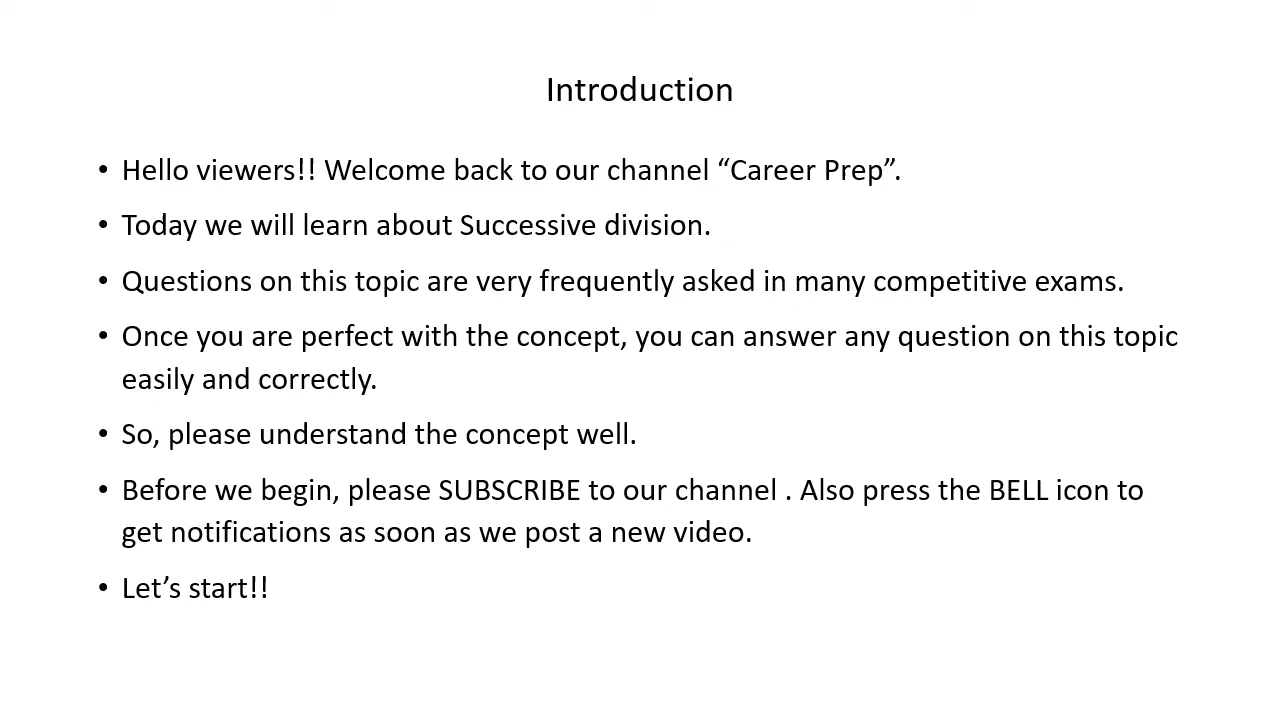 Introduction
• Hello viewers!! Welcome back to our channel “Career Prep”.
• Today we will learn about Successive division.
• Questions on this topic are very frequently asked in many competitive exams.
• Once you are perfect with the concept, you can answer any question on this topic
easily and correctly.
• So, please understand the concept well.
• Before we begin, please SUBSCRIBE to our channel . Also press the BELL icon to
get notifications as soon as we post a new video.
• Let’s start!!